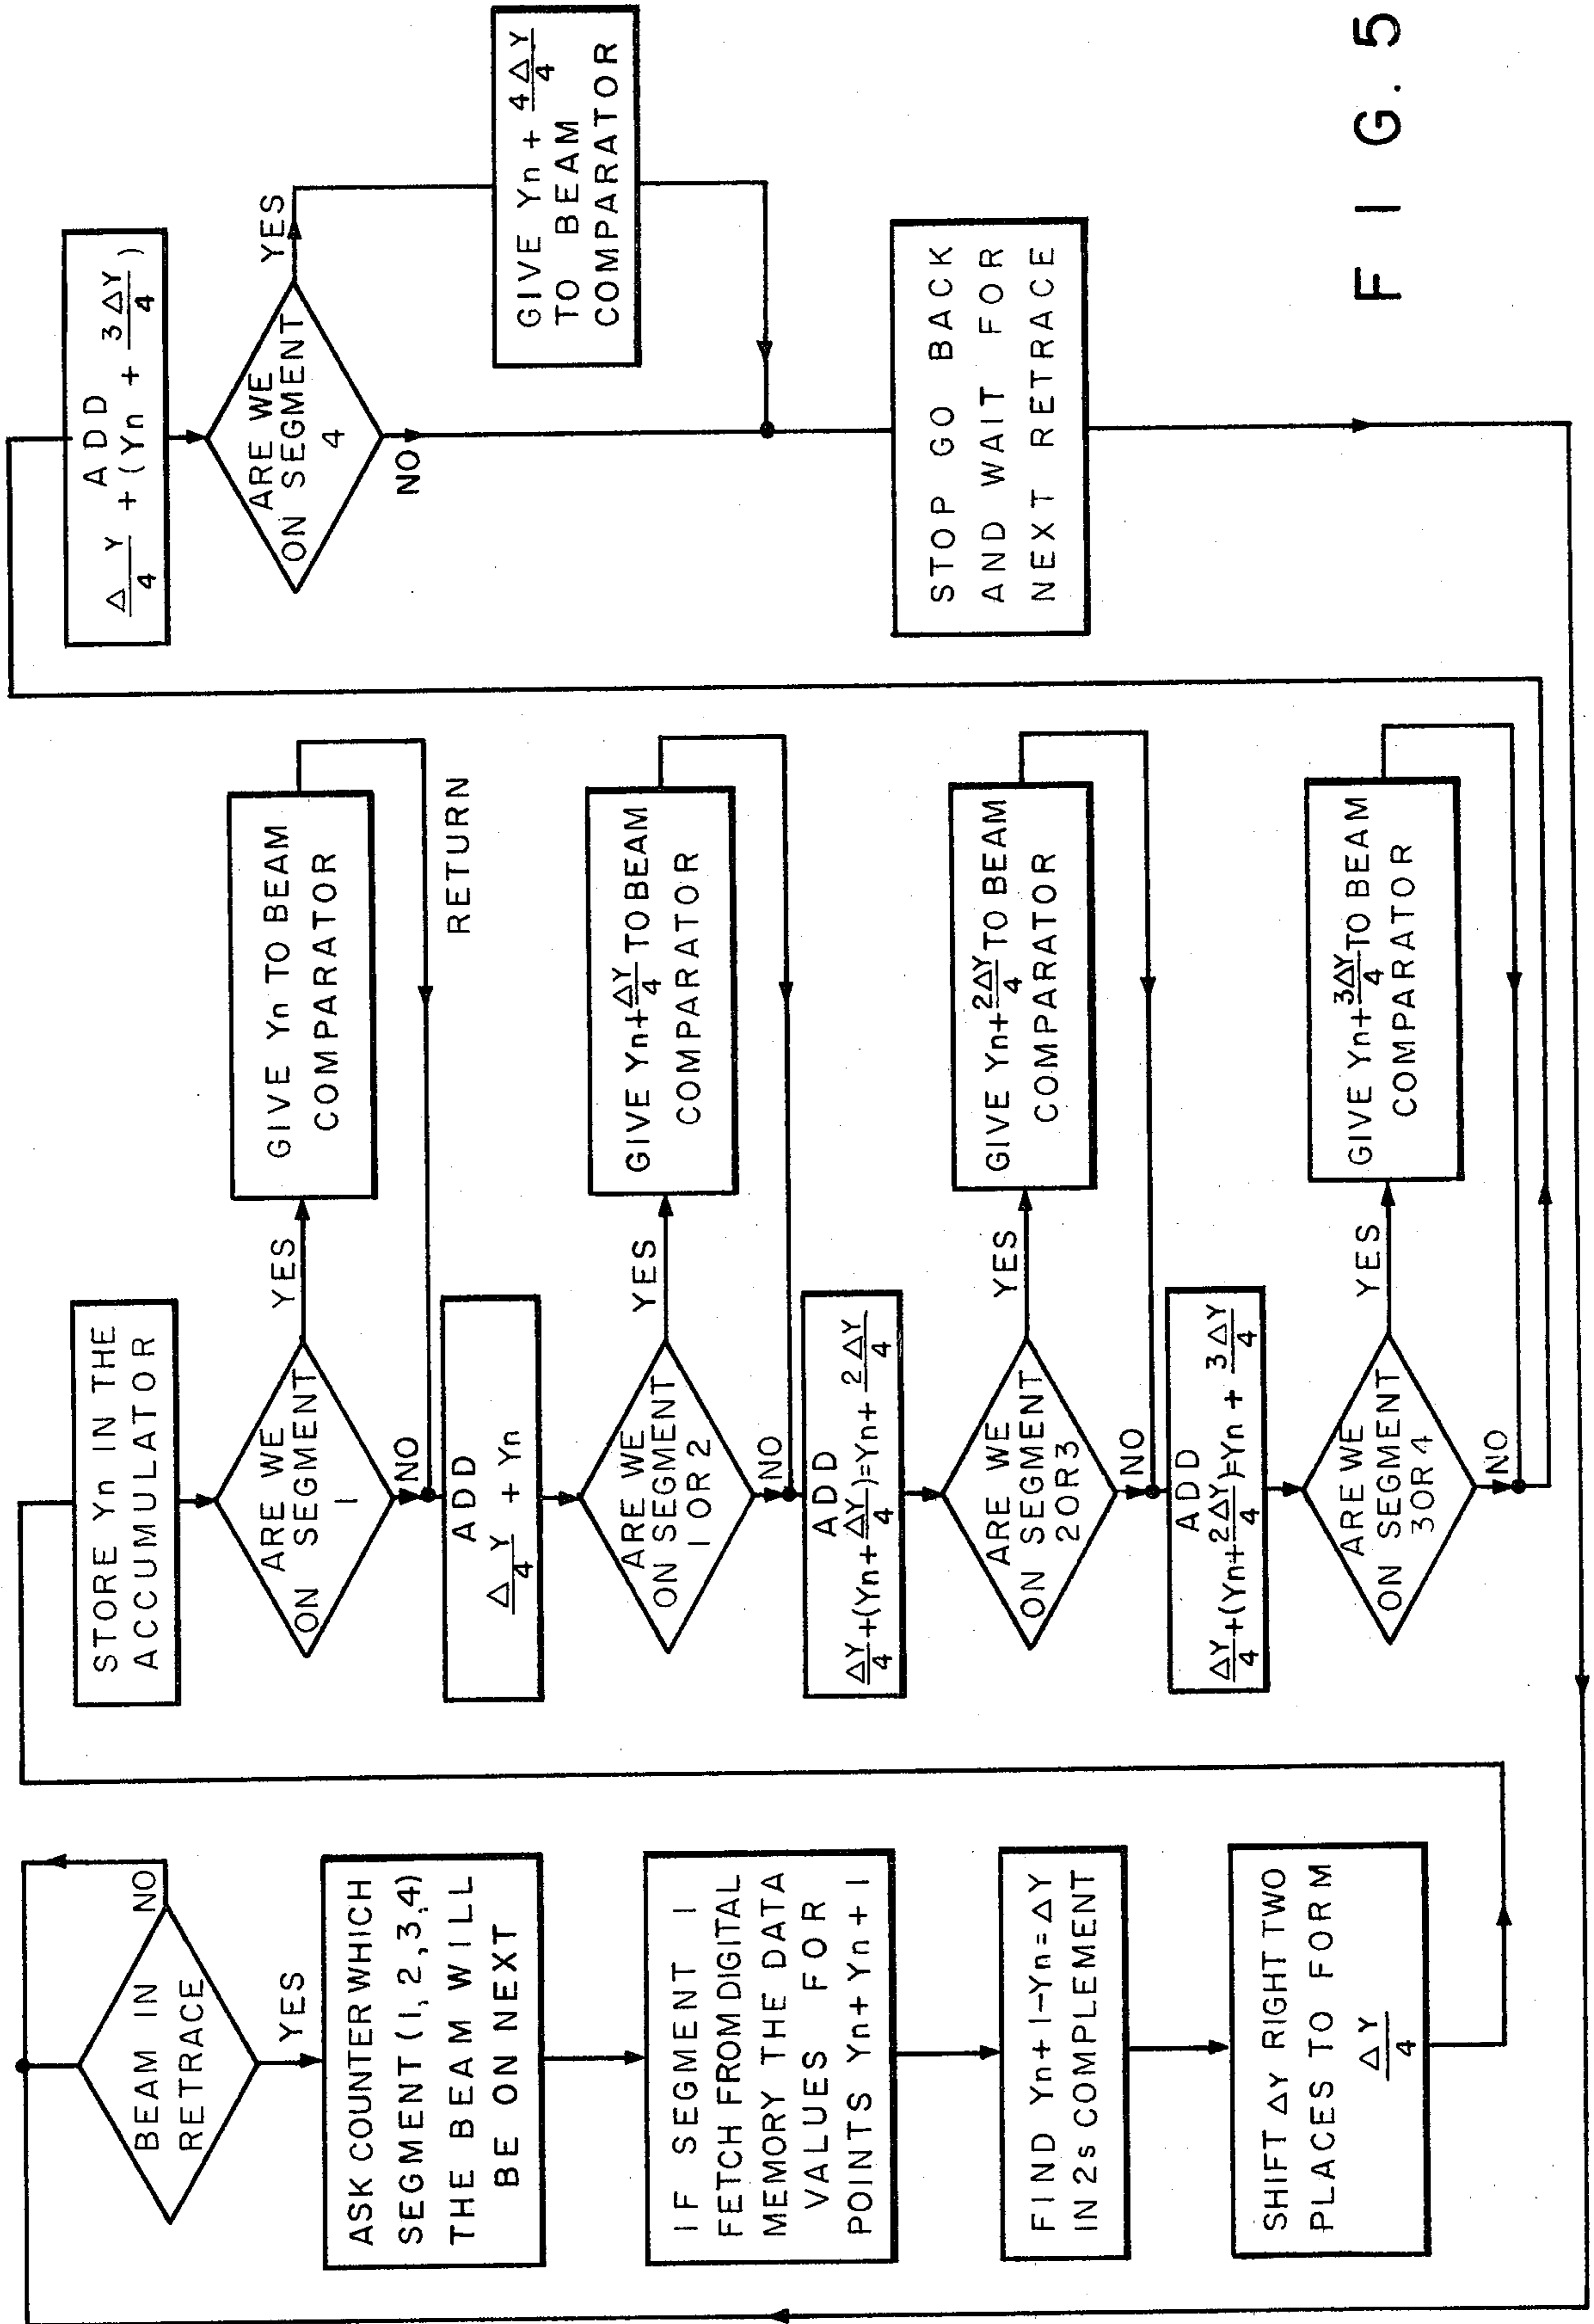 BEAM IN
RETRACE
NO
YES
ASK COUNTER WHICH
SEGMENT (1, 2, 3, 4)
THE BEAM WILL
BE ON NEXT
IF SEGMENT 1
FETCH FROM DIGITAL
MEMORY THE DATA
VALUES FOR
POINTS Yn + Yn + 1
FIND Yn+1-Yn=ΔY
IN 2s COMPLEMENT
SHIFT ΔY RIGHT TWO
PLACES TO FORM
ΔY/4
STORE Yn IN THE
ACCUMULATOR
ARE WE
ON SEGMENT
1
YES
GIVE Yn TO BEAM
COMPARATOR
RETURN
NO
ADD
ΔY/4 + Yn
ARE WE
ON SEGMENT
1 OR 2
YES
GIVE Yn+ΔY/4 TO BEAM
COMPARATOR
NO
ADD
ΔY/4+(Yn+ΔY/4)=Yn+2ΔY/4
ARE WE
ON SEGMENT
2 OR 3
YES
GIVE Yn+2ΔY/4 TO BEAM
COMPARATOR
NO
ADD
ΔY/4+(Yn+2ΔY/4)=Yn+3ΔY/4
ARE WE
ON SEGMENT
3 OR 4
YES
GIVE Yn+3ΔY/4 TO BEAM
COMPARATOR
NO
ADD
ΔY/4 + (Yn + 3ΔY/4)
ARE WE
ON SEGMENT
4
YES
GIVE Yn + 4ΔY/4
TO BEAM
COMPARATOR
NO
STOP GO BACK
AND WAIT FOR
NEXT RETRACE
FIG. 5